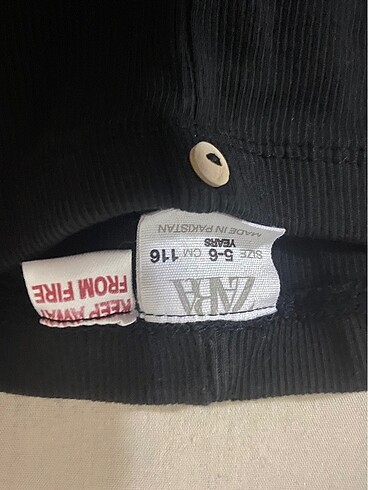 ZARA
SIZE 5-6 CM 116
YEARS
MADE IN PAKISTAN
KEEP AWAY
FROM FIRE